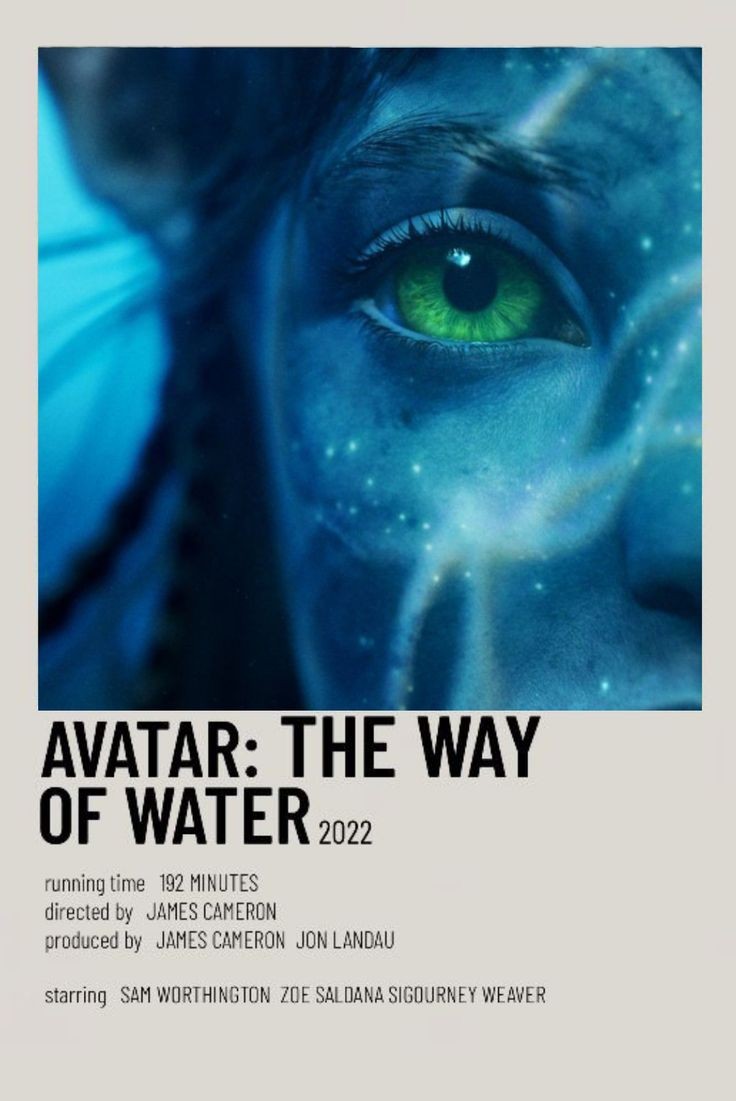 AVATAR: THE WAY
OF WATER 2022
running time 192 MINUTES
directed by JAMES CAMERON
produced by JAMES CAMERON JON LANDAU
starring SAM WORTHINGTON ZOE SALDANA SIGOURNEY WEAVER